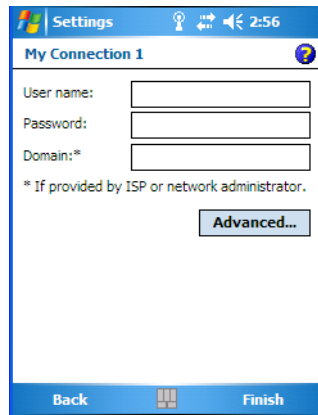 Settings 2:56
My Connection 1
User name:
Password:
Domain:*
* If provided by ISP or network administrator.
Advanced...
Back Finish